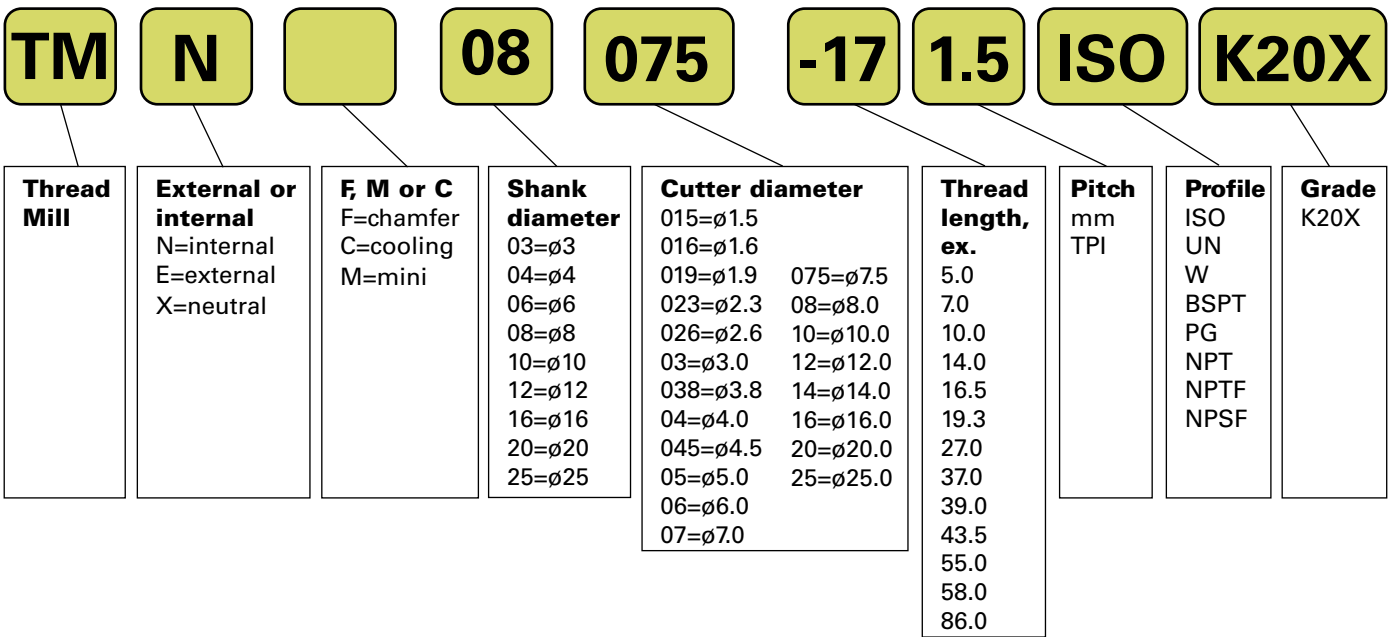 TM N 08 075 -17 1.5 ISO K20X
Thread
Mill
External or
internal
N=internal
E=external
X=neutral
F, M or C
F=chamfer
C=cooling
M=mini
Shank
diameter
03=ø3
04=ø4
06=ø6
08=ø8
10=ø10
12=ø12
16=ø16
20=ø20
25=ø25
Cutter diameter
015=ø1.5
016=ø1.6
019=ø1.9
023=ø2.3
026=ø2.6
03=ø3.0
038=ø3.8
04=ø4.0
045=ø4.5
05=ø5.0
06=ø6.0
07=ø7.0
075=ø7.5
08=ø8.0
10=ø10.0
12=ø12.0
14=ø14.0
16=ø16.0
20=ø20.0
25=ø25.0
Thread
length,
ex.
5.0
7.0
10.0
14.0
16.5
19.3
27.0
37.0
39.0
43.5
55.0
58.0
86.0
Pitch
mm
TPI
Profile
ISO
UN
W
BSPT
PG
NPT
NPTF
NPSF
Grade
K20X